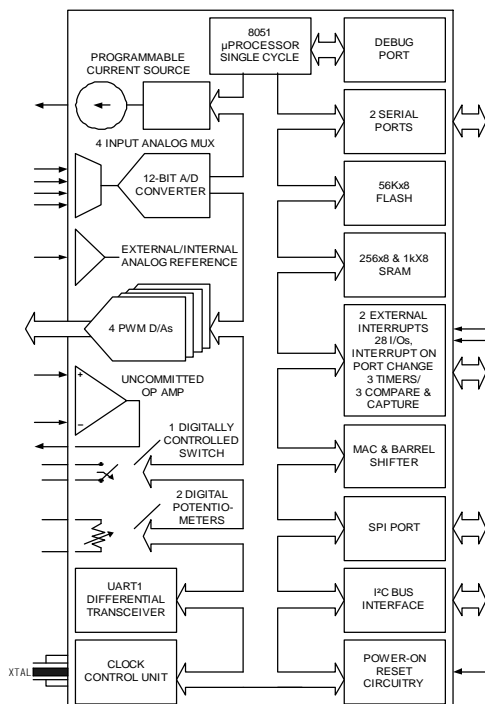 8051
µPROCESSOR
SINGLE CYCLE
DEBUG
PORT
PROGRAMMABLE
CURRENT SOURCE
2 SERIAL
PORTS
4 INPUT ANALOG MUX
12-BIT A/D
CONVERTER
56Kx8
FLASH
EXTERNAL/INTERNAL
ANALOG REFERENCE
256x8 & 1kX8
SRAM
4 PWM D/As
2 EXTERNAL
INTERRUPTS
28 I/Os,
INTERRUPT ON
PORT CHANGE
3 TIMERS/
3 COMPARE &
CAPTURE
+
−
UNCOMMITTED
OP AMP
1 DIGITALLY
CONTROLLED
SWITCH
MAC & BARREL
SHIFTER
2 DIGITAL
POTENTIO-
METERS
SPI PORT
UART1
DIFFERENTIAL
TRANSCEIVER
I²C BUS
INTERFACE
XTAL
CLOCK
CONTROL UNIT
POWER-ON
RESET
CIRCUITRY